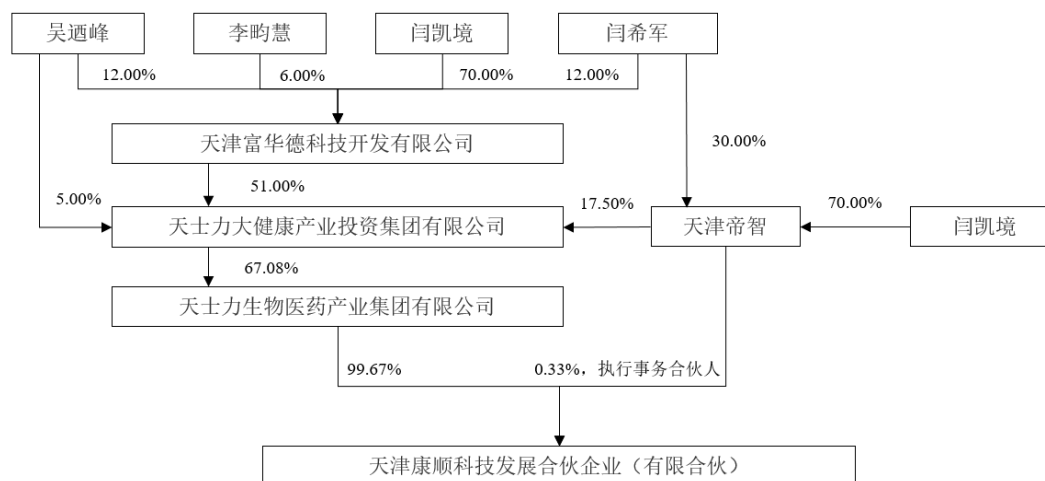 吴迺峰
李畇慧
闫凯境
闫希军
12.00%
6.00%
70.00%
12.00%
天津富华德科技开发有限公司
30.00%
51.00%
5.00%
17.50%
70.00%
天士力大健康产业投资集团有限公司
天津帝智
闫凯境
67.08%
天士力生物医药产业集团有限公司
99.67%
0.33%，执行事务合伙人
天津康顺科技发展合伙企业（有限合伙）